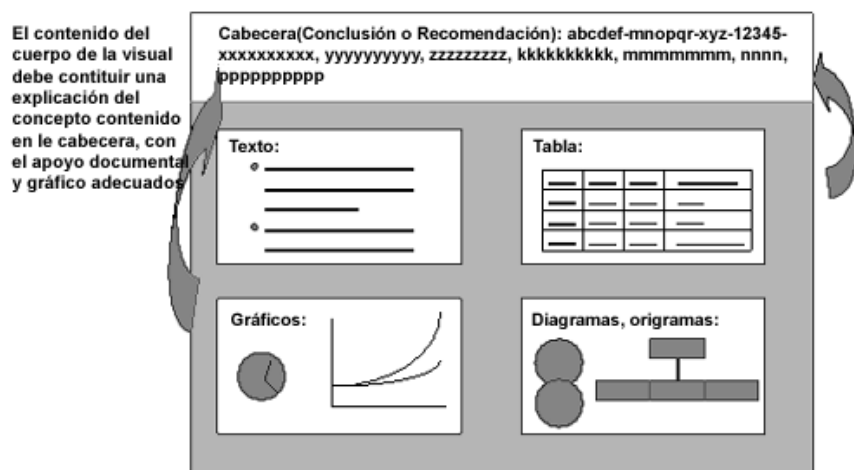 El contenido del
cuerpo de la visual
debe contituir una
explicación del
concepto contenido
en le cabecera, con
el apoyo documental
y gráfico adecuados
Cabecera(Conclusión o Recomendación): abcdef-mnopqr-xyz-12345-
xxxxxxxxxx, yyyyyyyyyy, zzzzzzzzz, kkkkkkkkkk, mmmmmmmm, nnnn,
pppppppppp
Texto:
Tabla:
Gráficos:
Diagramas, origramas: